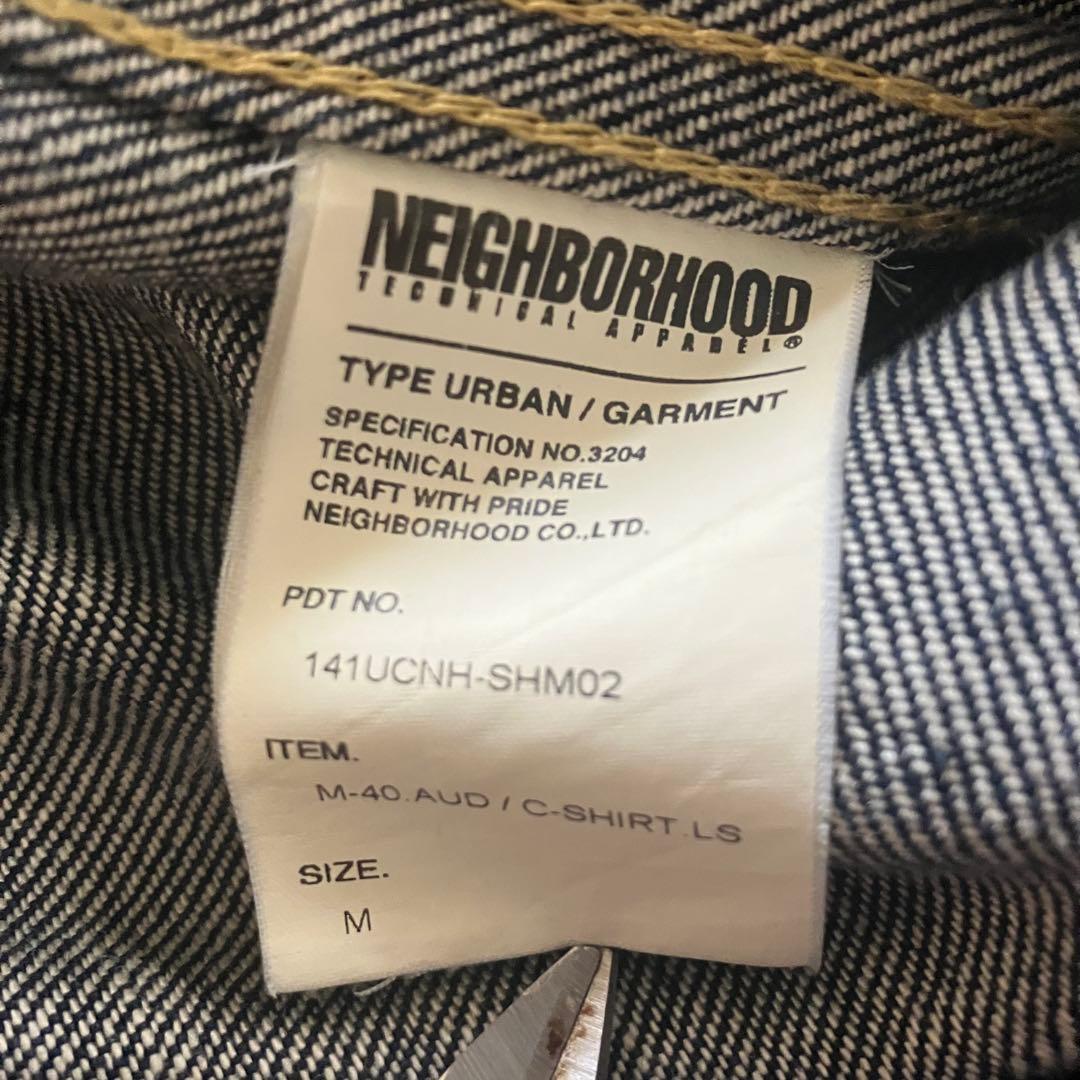 NEIGHBORHOOD
TECHNICAL APPAREL®
TYPE URBAN / GARMENT
SPECIFICATION NO.3204
TECHNICAL APPAREL
CRAFT WITH PRIDE
NEIGHBORHOOD CO.,LTD.
PDT NO.
141UCNH-SHM02
ITEM.
M-40.AUD / C-SHIRT.LS
SIZE.
M